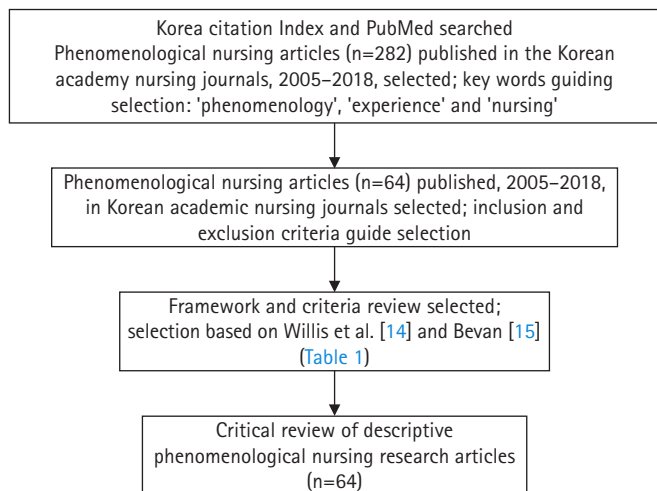 Korea citation Index and PubMed searched
Phenomenological nursing articles (n=282) published in the Korean
academy nursing journals, 2005–2018, selected; key words guiding
selection: 'phenomenology', 'experience' and 'nursing'
Phenomenological nursing articles (n=64) published, 2005–2018,
in Korean academic nursing journals selected; inclusion and
exclusion criteria guide selection
Framework and criteria review selected;
selection based on Willis et al. [14] and Bevan [15]
(Table 1)
Critical review of descriptive
phenomenological nursing research articles
(n=64)